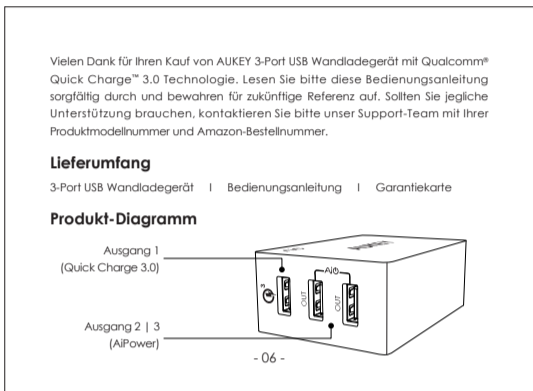 Vielen Dank für Ihren Kauf von AUKEY 3-Port USB Wandladegerät mit Qualcomm®
Quick Charge™ 3.0 Technologie. Lesen Sie bitte diese Bedienungsanleitung
sorgfältig durch und bewahren für zukünftige Referenz auf. Sollten Sie jegliche
Unterstützung brauchen, kontaktieren Sie bitte unser Support-Team mit Ihrer
Produktmodellnummer und Amazon-Bestellnummer.
Lieferumfang
3-Port USB Wandladegerät I Bedienungsanleitung I Garantiekarte
Produkt-Diagramm
Ausgang 1
(Quick Charge 3.0)
Ausgang 2 | 3
(AiPower)
AUKEY
Ai
3
OUT
OUT
- 06 -